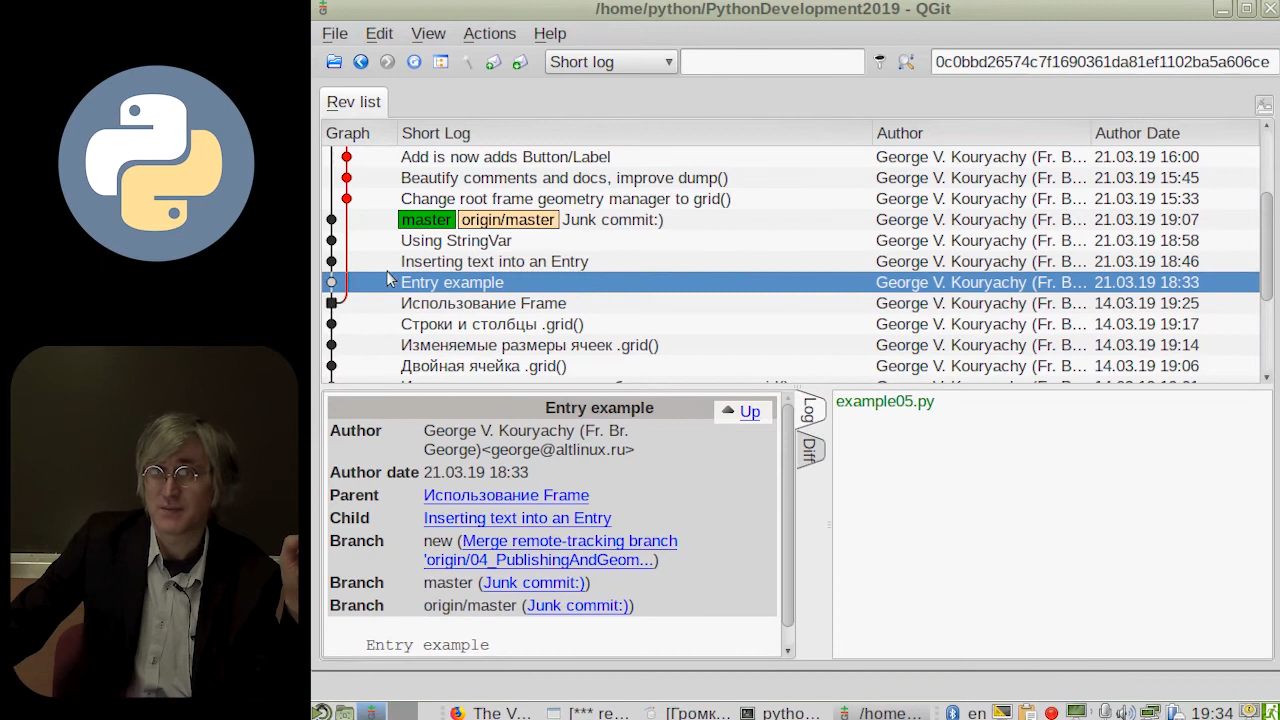 /home/python/PythonDevelopment2019 - QGit
File Edit View Actions Help
Short log 0c0bbd26574c7f1690361da81ef1102ba5a606ce
Rev list
Graph Short Log Author Author Date
Add is now adds Button/Label George V. Kouryachy (Fr. B... 21.03.19 16:00
Beautify comments and docs, improve dump() George V. Kouryachy (Fr. B... 21.03.19 15:45
Change root frame geometry manager to grid() George V. Kouryachy (Fr. B... 21.03.19 15:33
master origin/master Junk commit:) George V. Kouryachy (Fr. B... 21.03.19 19:07
Using StringVar George V. Kouryachy (Fr. B... 21.03.19 18:58
Inserting text into an Entry George V. Kouryachy (Fr. B... 21.03.19 18:46
Entry example George V. Kouryachy (Fr. B... 21.03.19 18:33
Использование Frame George V. Kouryachy (Fr. B... 14.03.19 19:25
Строки и столбцы .grid() George V. Kouryachy (Fr. B... 14.03.19 19:17
Изменяемые размеры ячеек .grid() George V. Kouryachy (Fr. B... 14.03.19 19:14
Двойная ячейка .grid() George V. Kouryachy (Fr. B... 14.03.19 19:06
Entry example Up
Author George V. Kouryachy (Fr. Br.
George)<george@altlinux.ru>
Author date 21.03.19 18:33
Parent Использование Frame
Child Inserting text into an Entry
Branch new (Merge remote-tracking branch
'origin/04_PublishingAndGeom...)
Branch master (Junk commit:))
Branch origin/master (Junk commit:))
Entry example
Log
Diff
example05.py
The V... [*** re... [Громк... pytho... /home... en 19:34